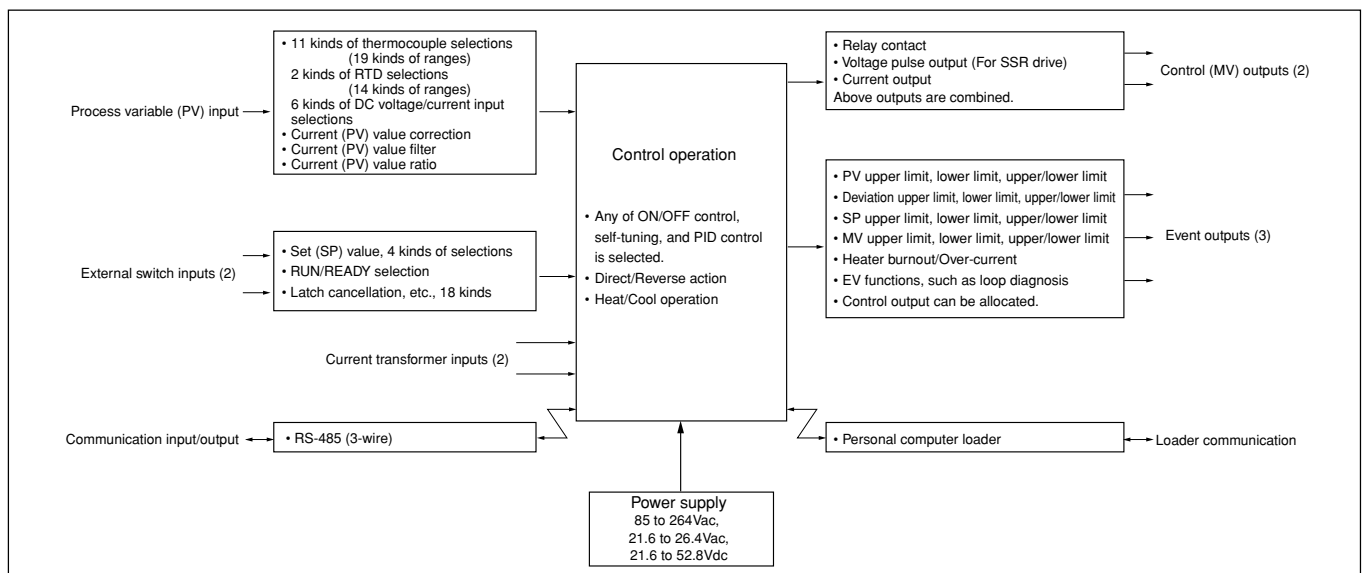 Process variable (PV) input
• 11 kinds of thermocouple selections
(19 kinds of ranges)
2 kinds of RTD selections
(14 kinds of ranges)
6 kinds of DC voltage/current input
selections
• Current (PV) value correction
• Current (PV) value filter
• Current (PV) value ratio
External switch inputs (2)
• Set (SP) value, 4 kinds of selections
• RUN/READY selection
• Latch cancellation, etc., 18 kinds
Current transformer inputs (2)
Communication input/output
• RS-485 (3-wire)
Control operation
• Any of ON/OFF control,
self-tuning, and PID control
is selected.
• Direct/Reverse action
• Heat/Cool operation
Power supply
85 to 264Vac,
21.6 to 26.4Vac,
21.6 to 52.8Vdc
• Relay contact
• Voltage pulse output (For SSR drive)
• Current output
Above outputs are combined.
Control (MV) outputs (2)
• PV upper limit, lower limit, upper/lower limit
• Deviation upper limit, lower limit, upper/lower limit
• SP upper limit, lower limit, upper/lower limit
• MV upper limit, lower limit, upper/lower limit
• Heater burnout/Over-current
• EV functions, such as loop diagnosis
• Control output can be allocated.
Event outputs (3)
• Personal computer loader
Loader communication